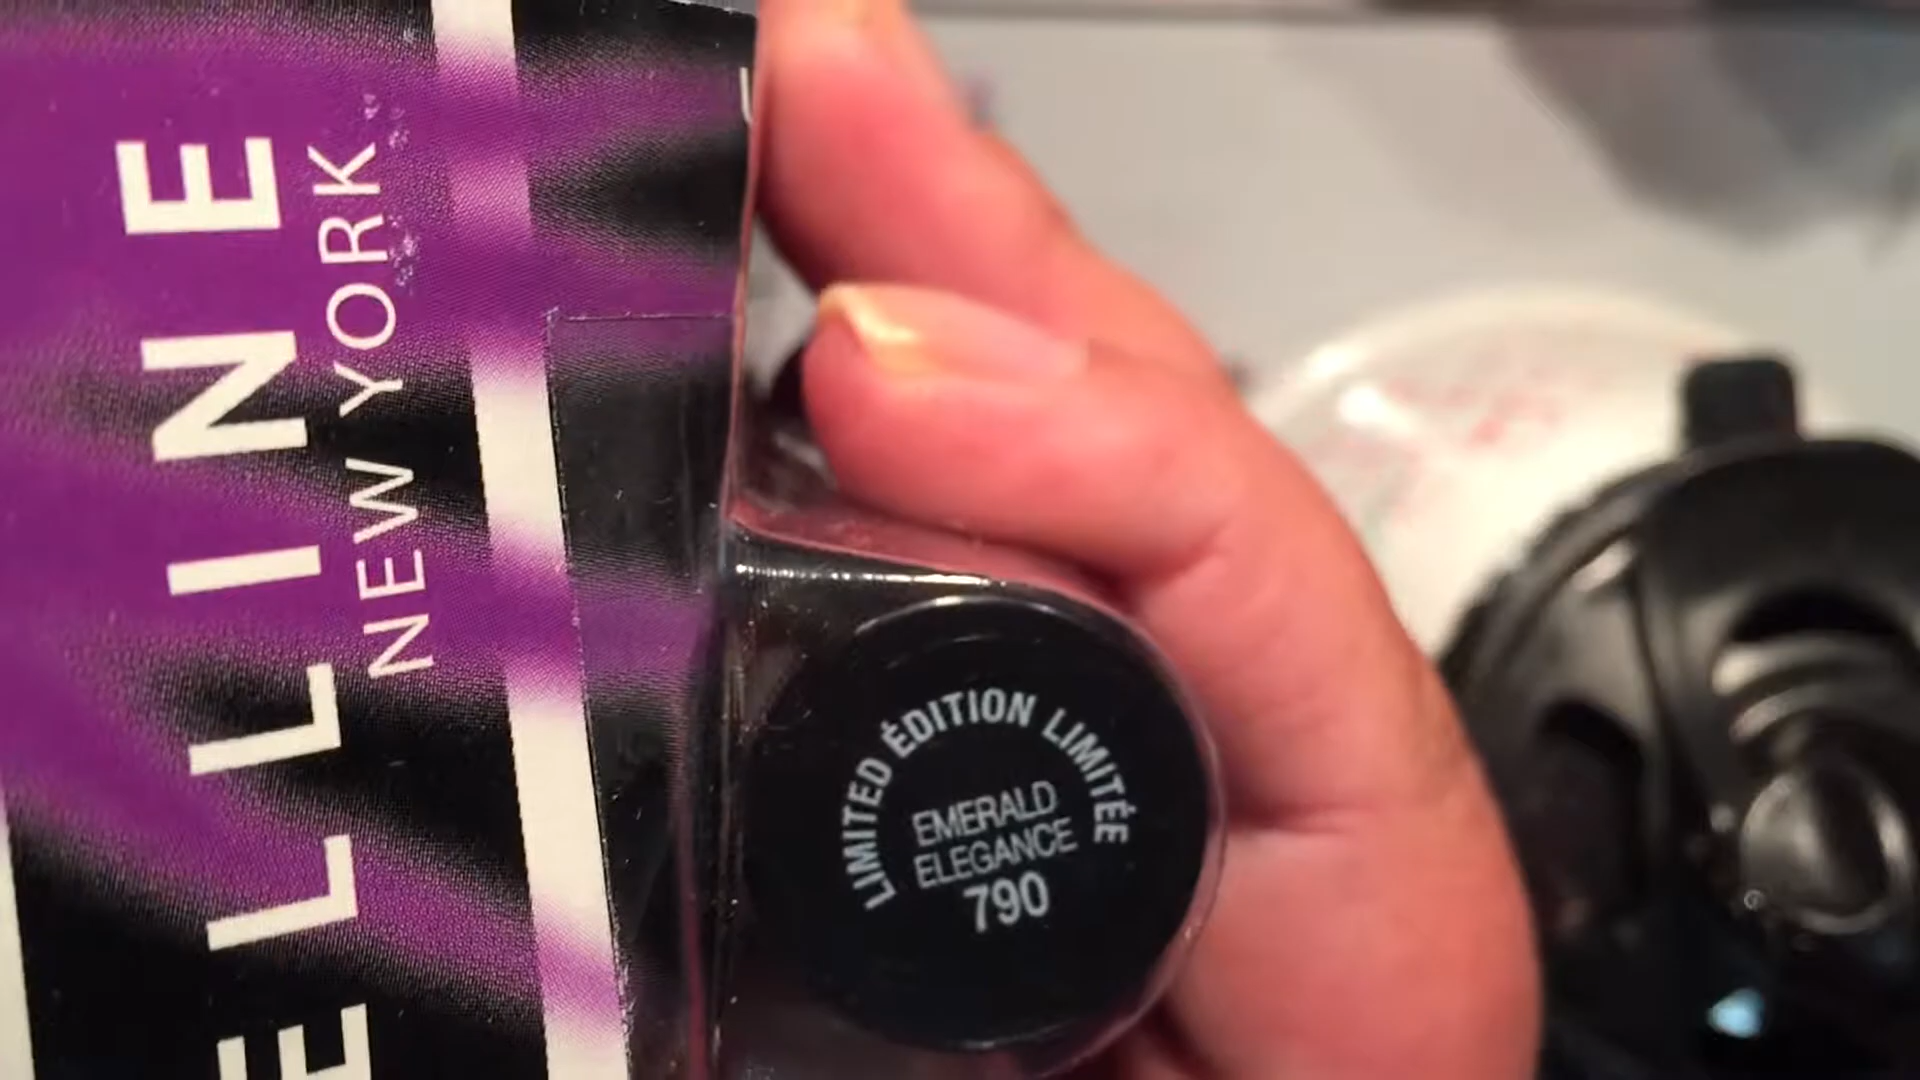 ELLINE
NEW YORK
LIMITED ÉDITION LIMITÉE
EMERALD
ELEGANCE
790